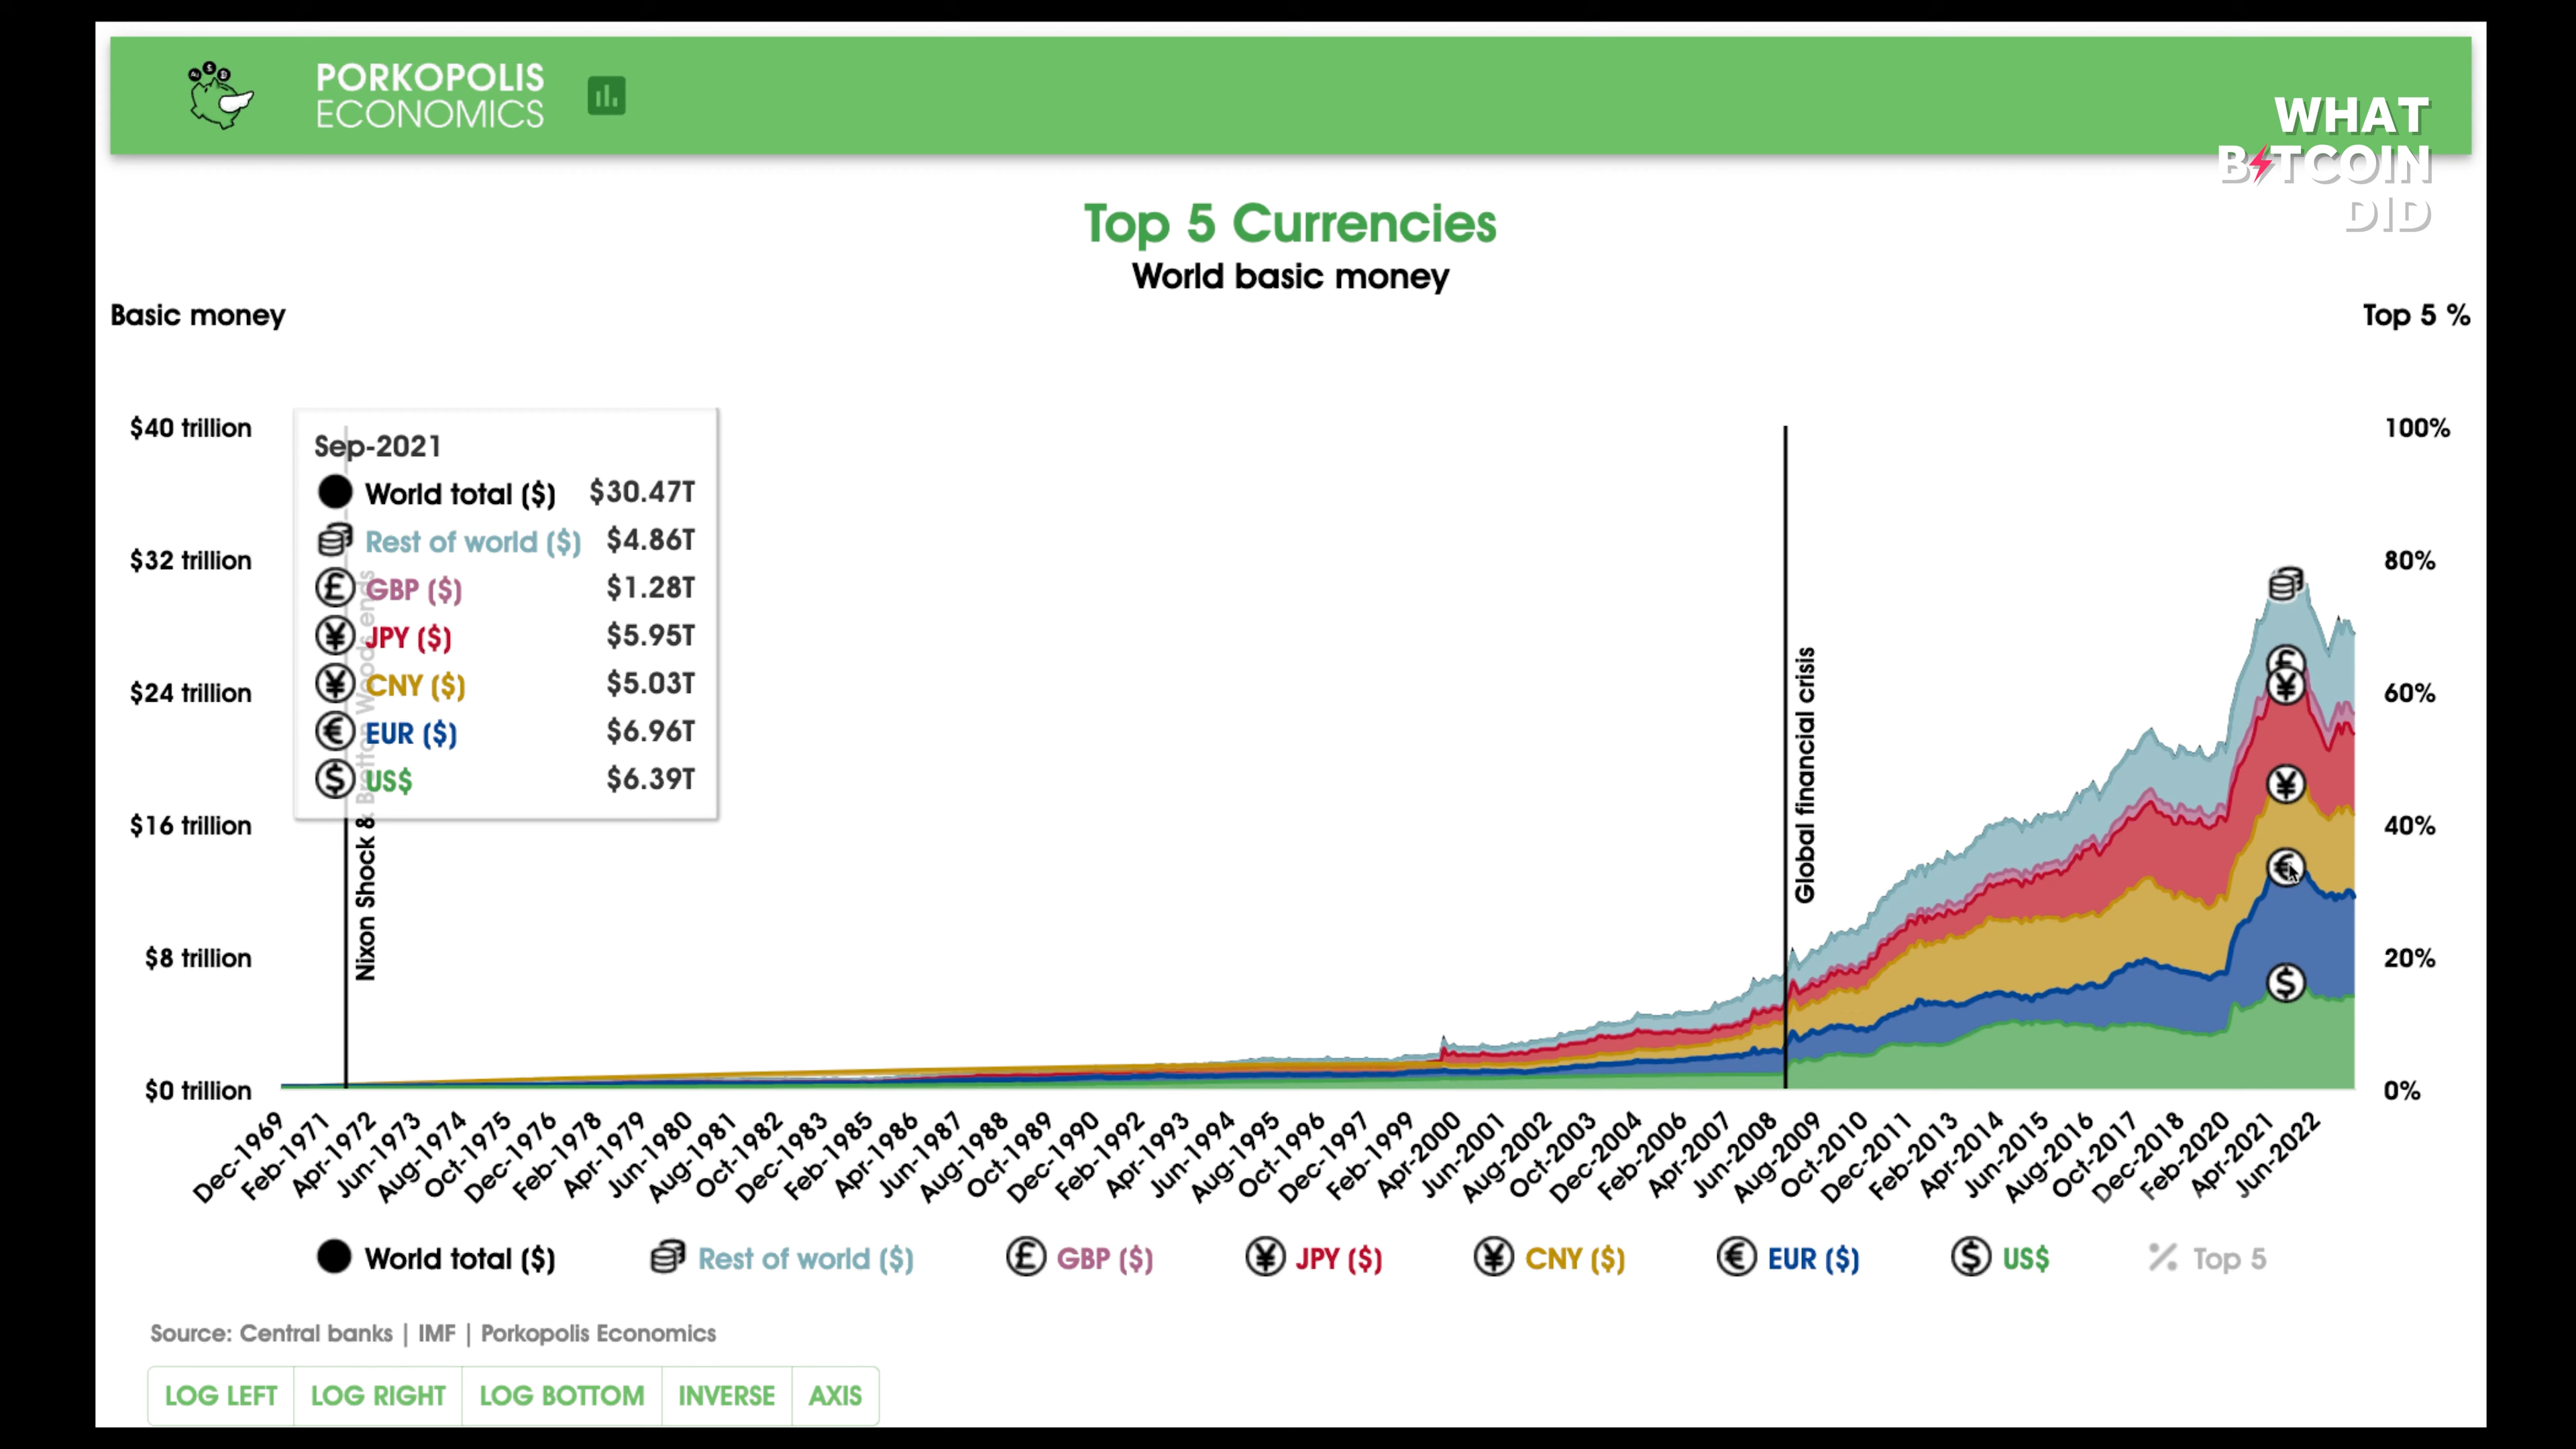 PORKOPOLIS
ECONOMICS
WHAT
BTCOIN
DID
Top 5 Currencies
World basic money
Basic money
Top 5 %
$40 trillion
$32 trillion
$24 trillion
$16 trillion
$8 trillion
$0 trillion
100%
80%
60%
40%
20%
0%
Sep-2021
World total ($) $30.47T
Rest of world ($) $4.86T
£ GBP ($) $1.28T
¥ JPY ($) $5.95T
¥ CNY ($) $5.03T
€ EUR ($) $6.96T
$ US$ $6.39T
Nixon Shock & Bretton Woods ends
Global financial crisis
£
¥
¥
€
$
Dec-1969
Feb-1971
Apr-1972
Jun-1973
Aug-1974
Oct-1975
Dec-1976
Feb-1978
Apr-1979
Jun-1980
Aug-1981
Oct-1982
Dec-1983
Feb-1985
Apr-1986
Jun-1987
Aug-1988
Oct-1989
Dec-1990
Feb-1992
Apr-1993
Jun-1994
Aug-1995
Oct-1996
Dec-1997
Feb-1999
Apr-2000
Jun-2001
Aug-2002
Oct-2003
Dec-2004
Feb-2006
Apr-2007
Jun-2008
Aug-2009
Oct-2010
Dec-2011
Feb-2013
Apr-2014
Jun-2015
Aug-2016
Oct-2017
Dec-2018
Feb-2020
Apr-2021
Jun-2022
World total ($) Rest of world ($) £ GBP ($) ¥ JPY ($) ¥ CNY ($) € EUR ($) $ US$ % Top 5
Source: Central banks | IMF | Porkopolis Economics
LOG LEFT LOG RIGHT LOG BOTTOM INVERSE AXIS